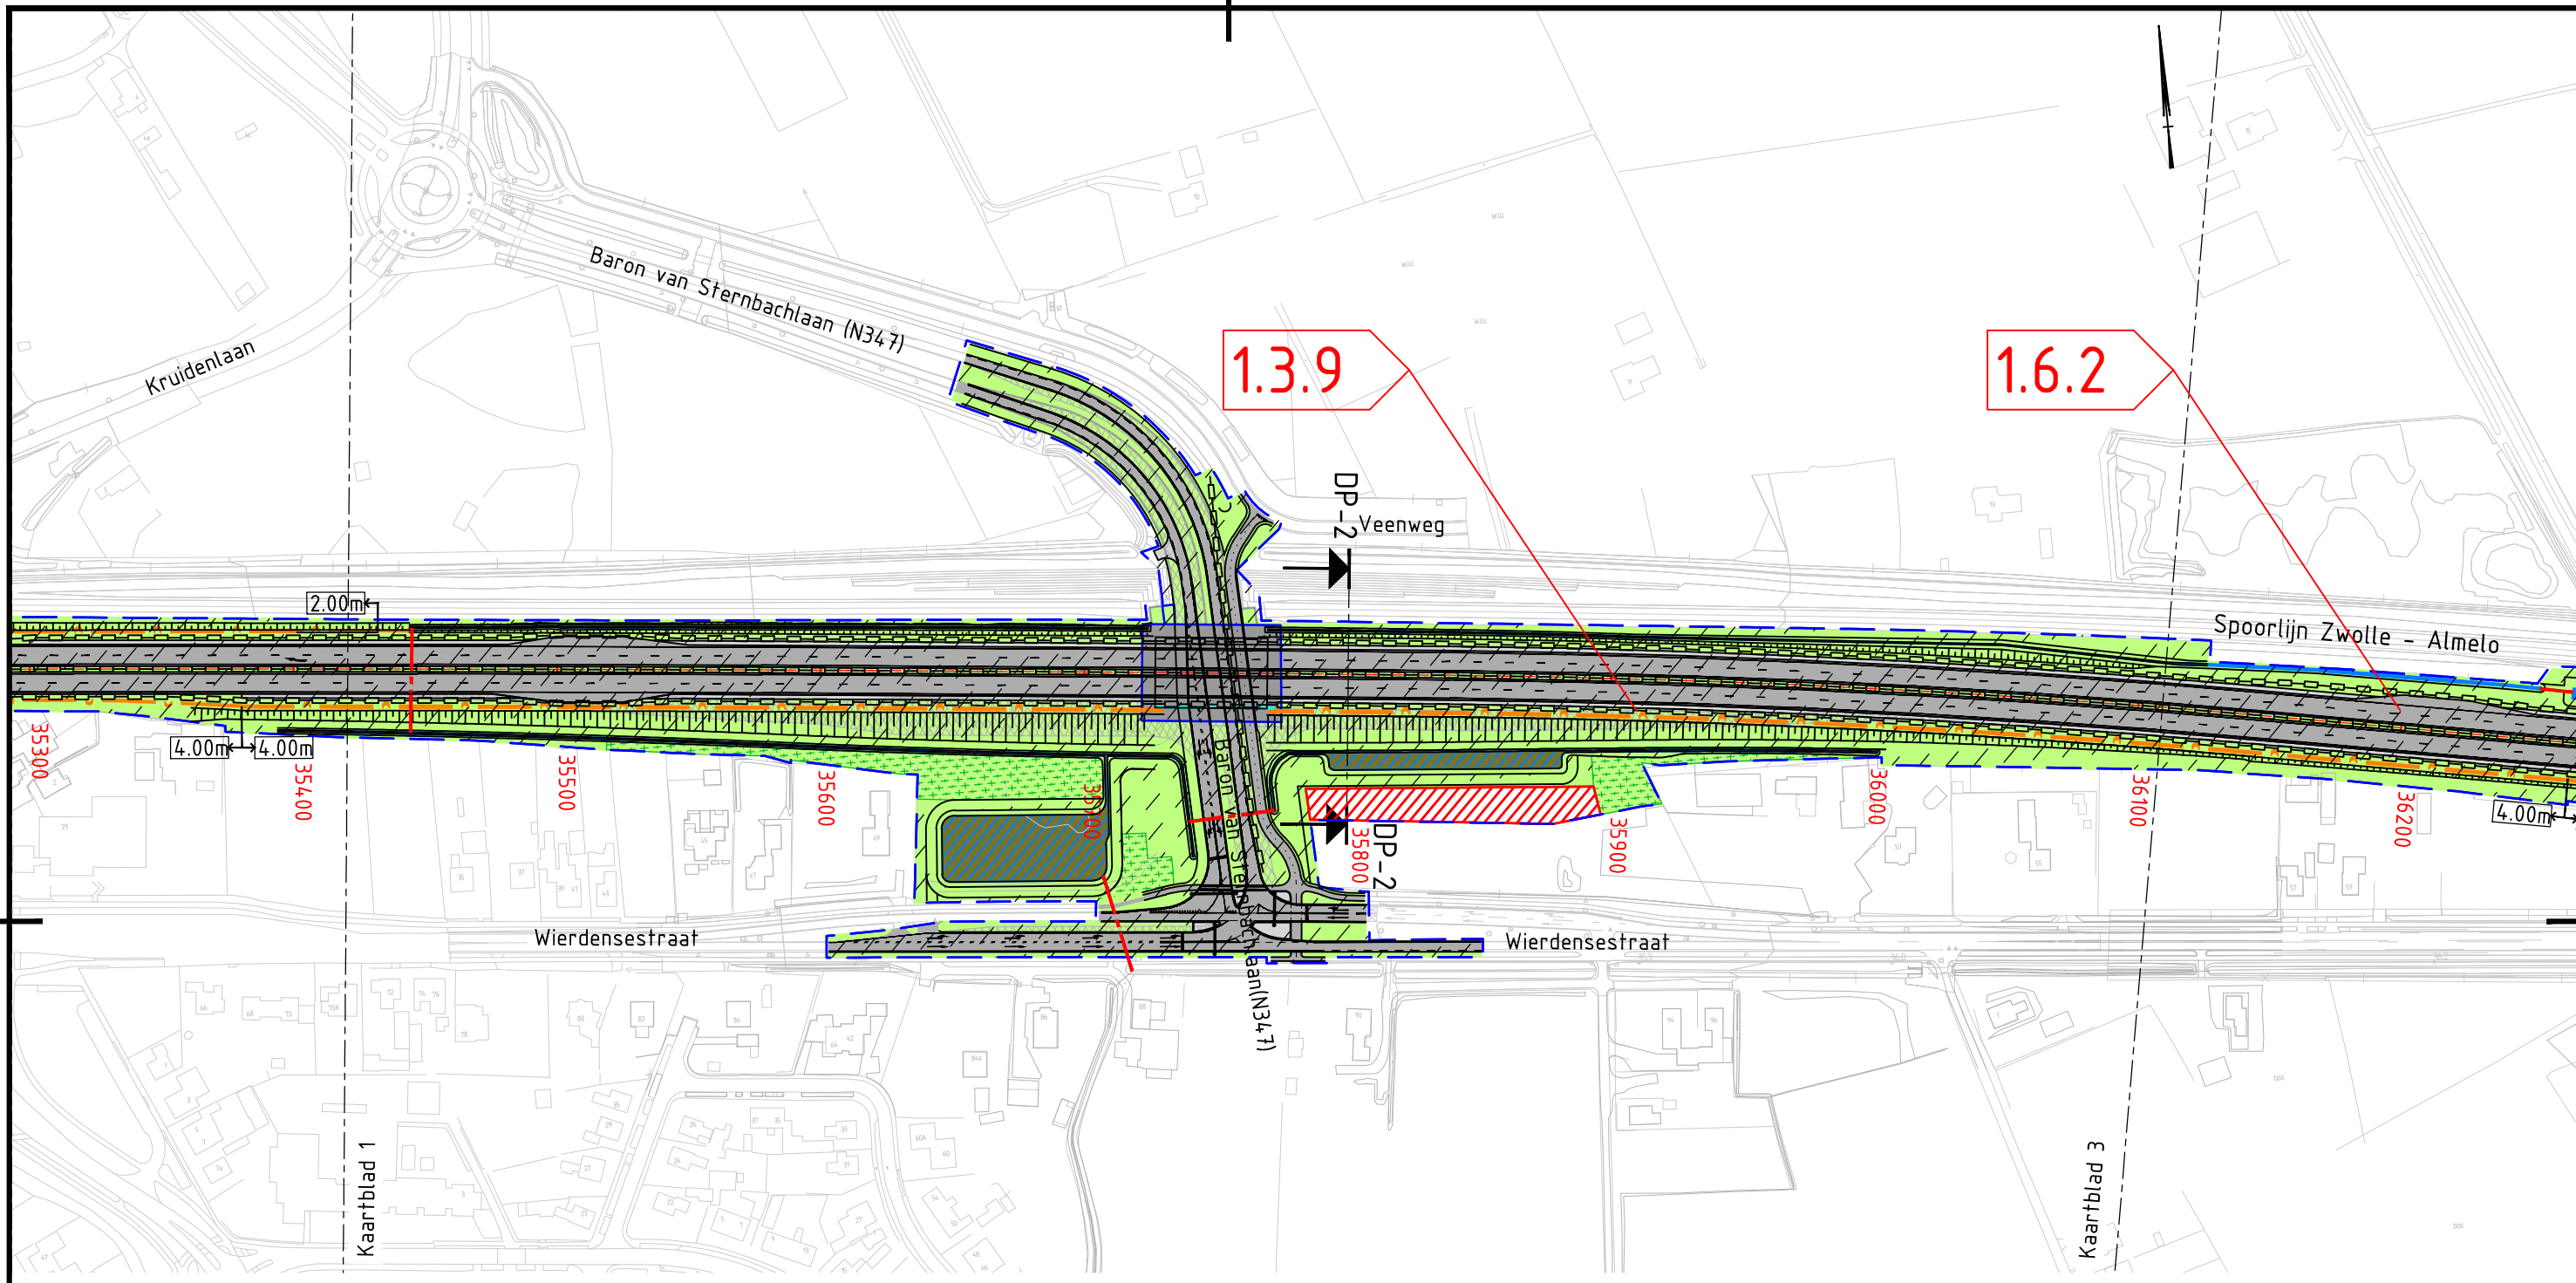 Kruidenlaan
Baron van Sternbachlaan (N347)
1.3.9
1.6.2
DP-2
Veenweg
2.00m
Spoorlijn Zwolle - Almelo
4.00m
4.00m
4.00m
35300
35400
35500
35600
35700
35800
35900
36000
36100
36200
DP-2
Baron van Sternbachlaan(N347)
Wierdensestraat
Wierdensestraat
Kaartblad 1
Kaartblad 3